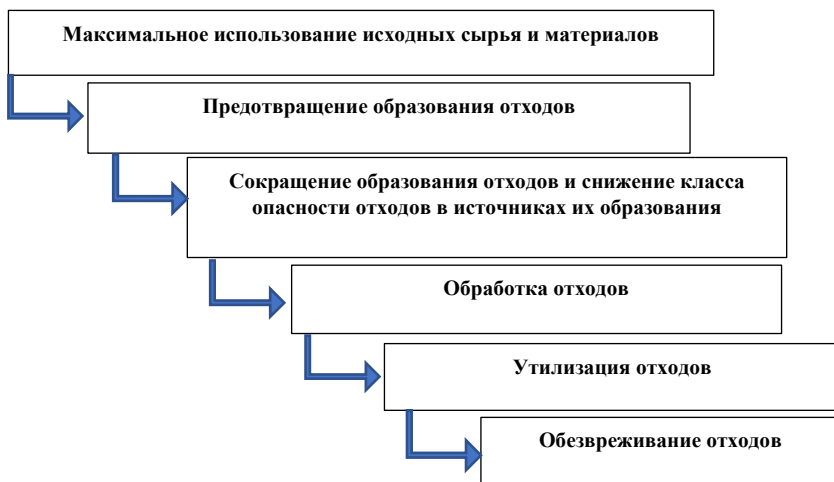 Максимальное использование исходных сырья и материалов
Предотвращение образования отходов
Сокращение образования отходов и снижение класса
опасности отходов в источниках их образования
Обработка отходов
Утилизация отходов
Обезвреживание отходов